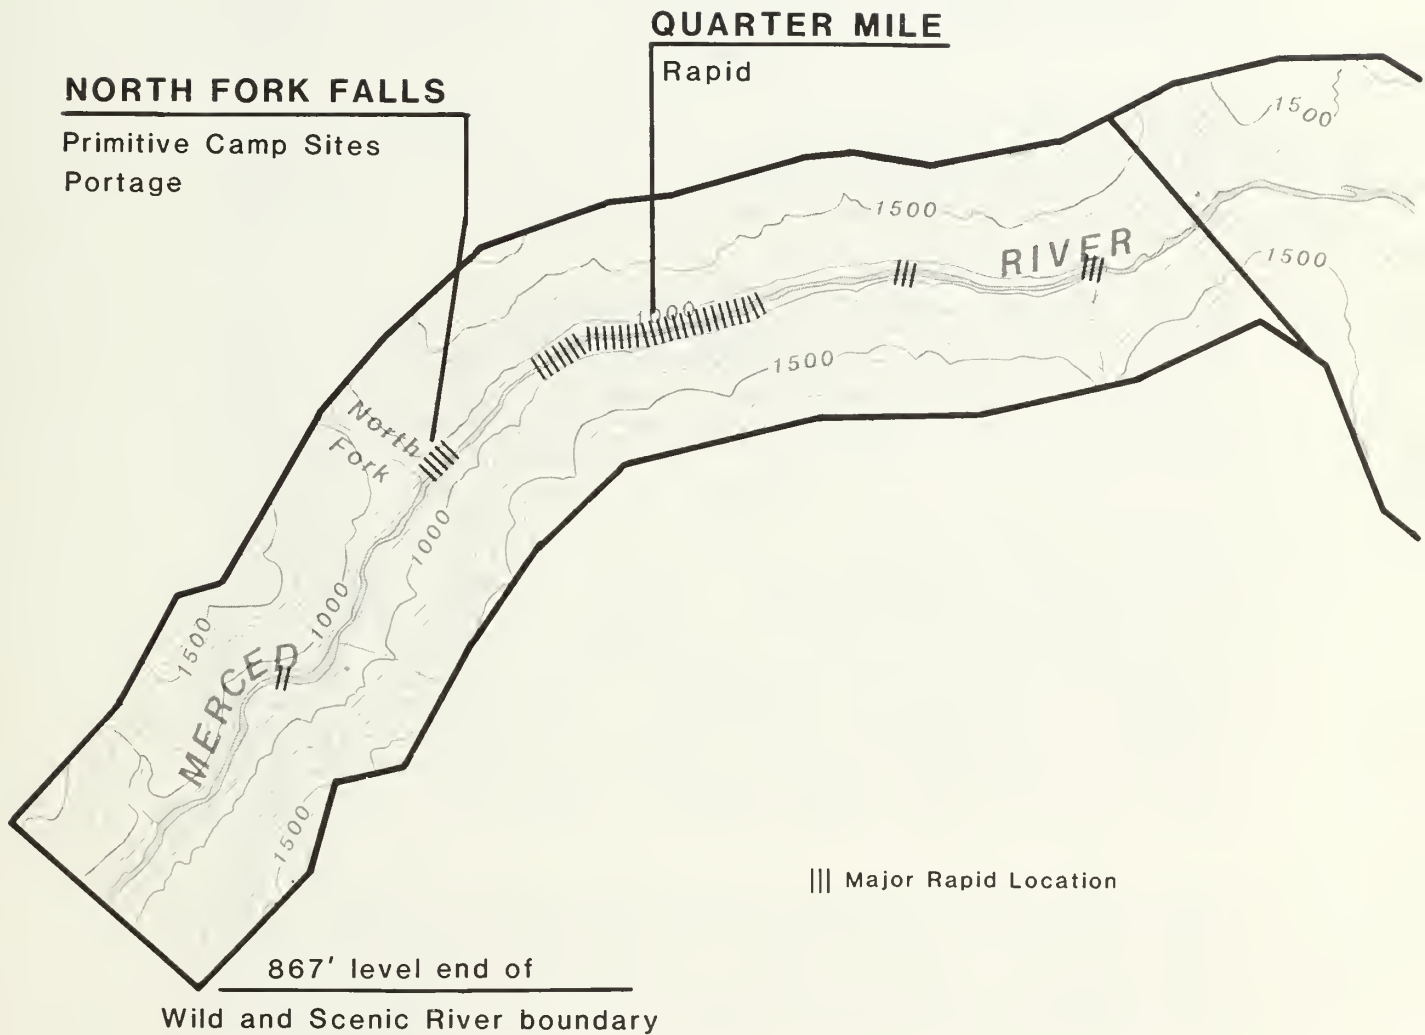 QUARTER MILE
Rapid
NORTH FORK FALLS
Primitive Camp Sites
Portage
1500
1500
RIVER
1500
1000
1500
North
Fork
1000
1000
1500
MERCED
1500
||| Major Rapid Location
867' level end of
Wild and Scenic River boundary